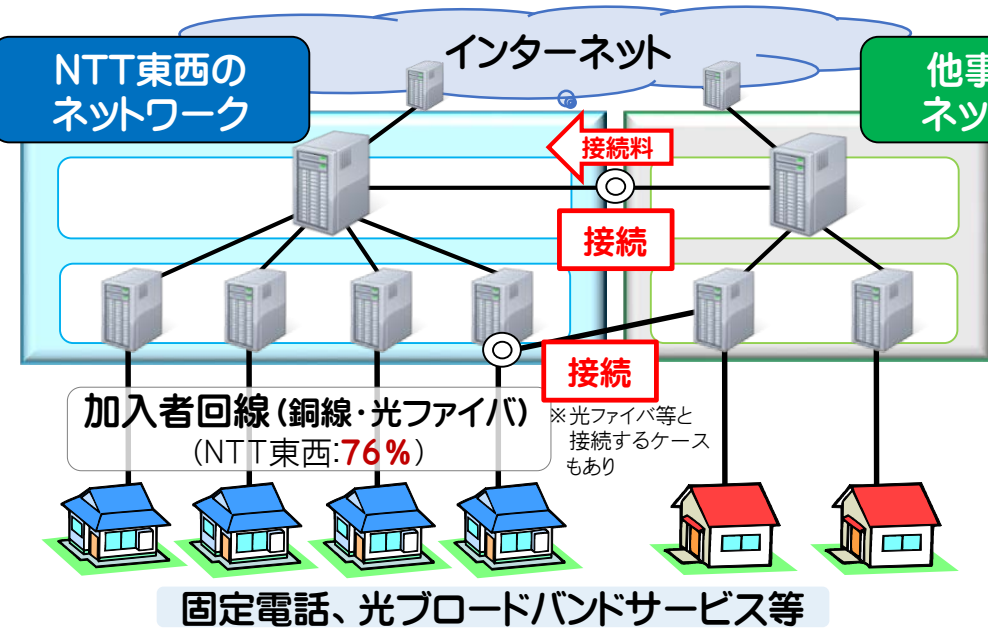 インターネット
NTT東西の
ネットワーク
他事
ネッ
接続料
接続
接続
加入者回線(銅線・光ファイバ)
(NTT東西:76%)
※光ファイバ等と
接続するケース
もあり
固定電話、光ブロードバンドサービス等